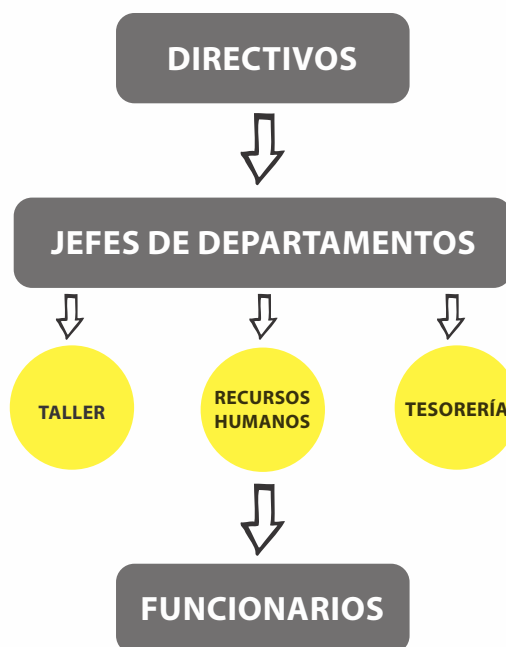 DIRECTIVOS
JEFES DE DEPARTAMENTOS
TALLER
RECURSOS
HUMANOS
TESORERÍA
FUNCIONARIOS